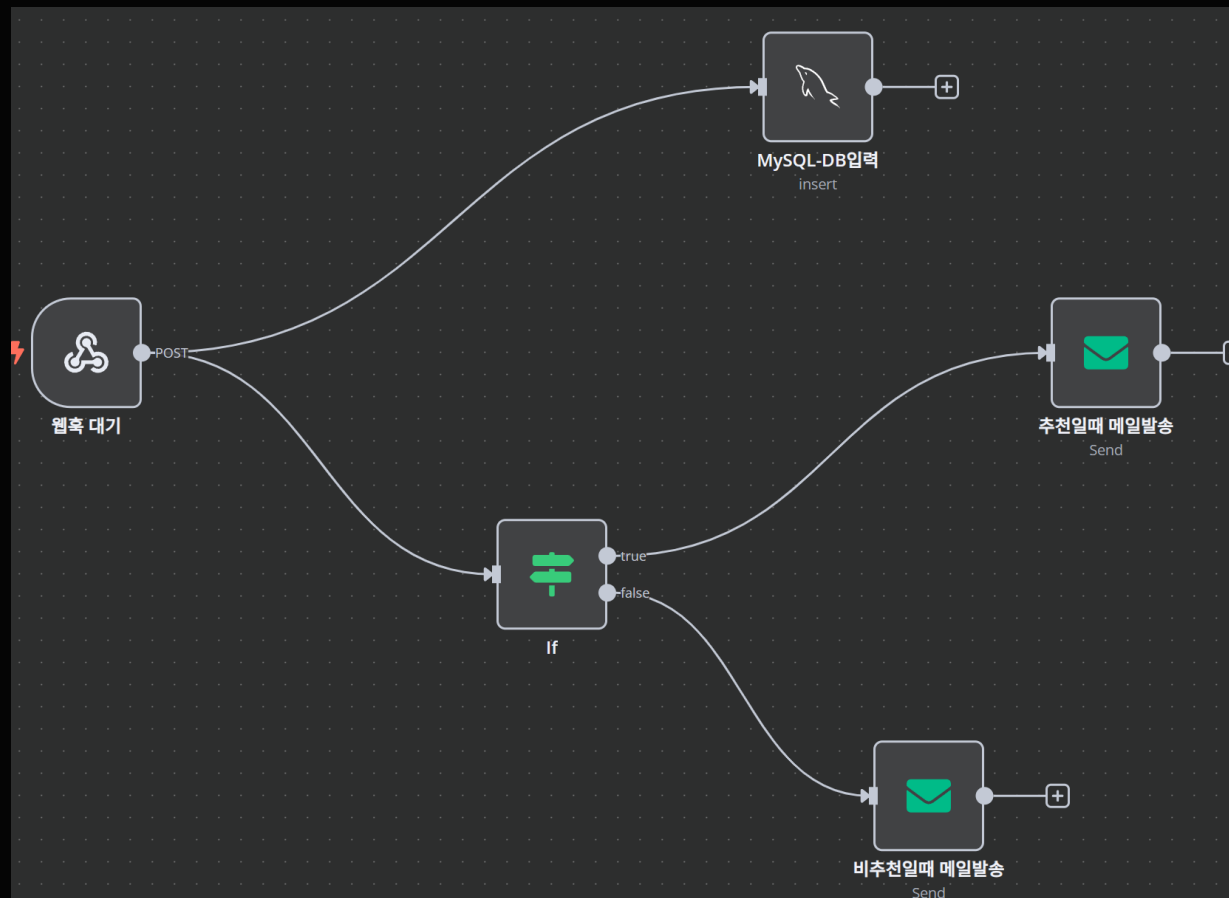 MySQL-DB입력
insert
POST
웹훅 대기
추천일때 메일발송
Send
true
false
If
비추천일때 메일발송
Send